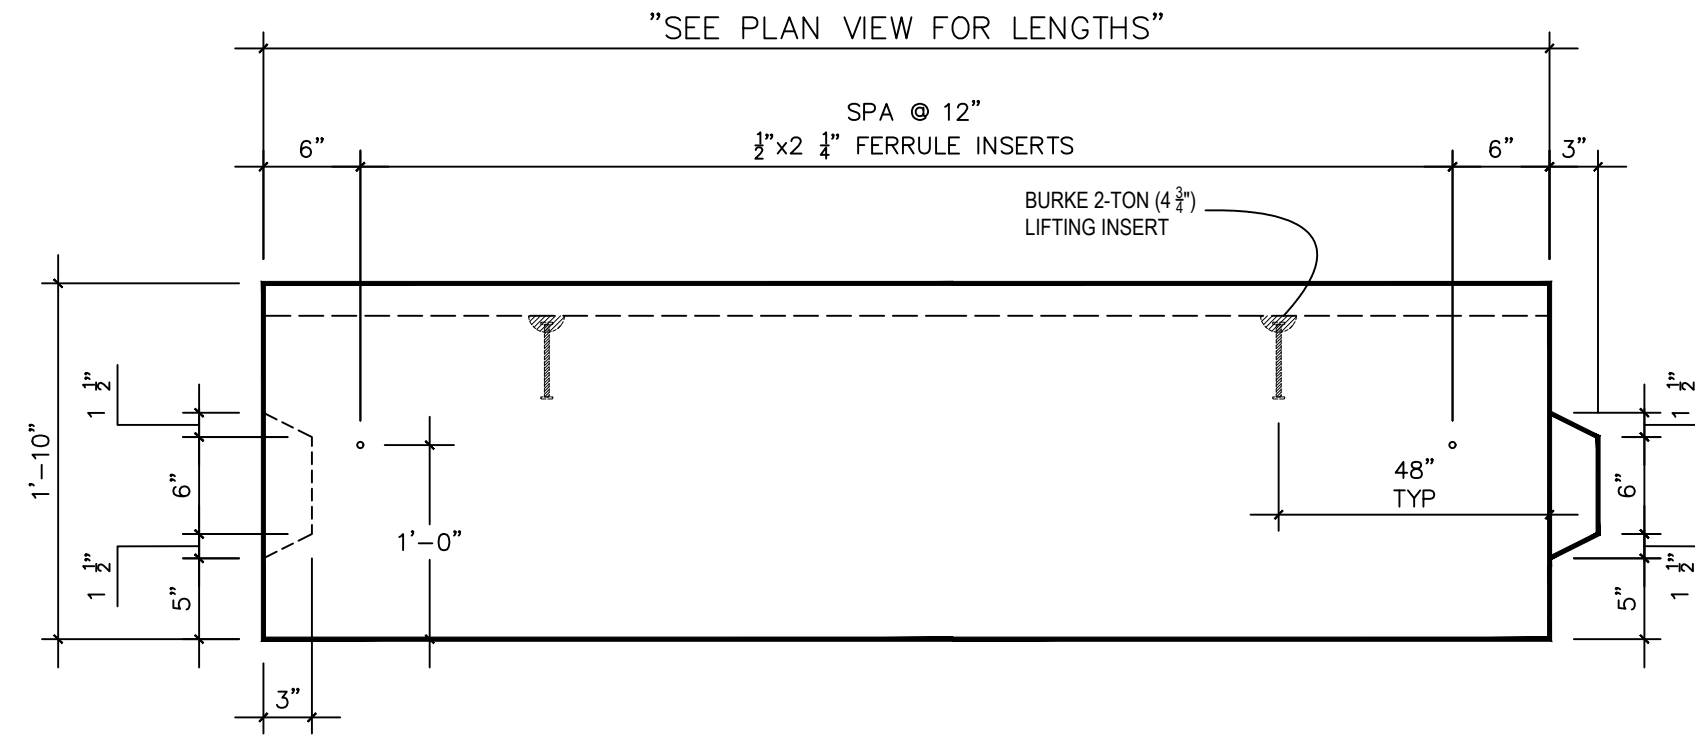 ”SEE PLAN VIEW FOR LENGTHS”
SPA @ 12”
6”
½”x2 ¼” FERRULE INSERTS
6”
3”
BURKE 2-TON (4 ¾")
LIFTING INSERT
1 ½”
1 ½”
1’-10”
6”
48”
TYP
6”
1’-0”
1 ½”
5”
1 ½”
5”
3”